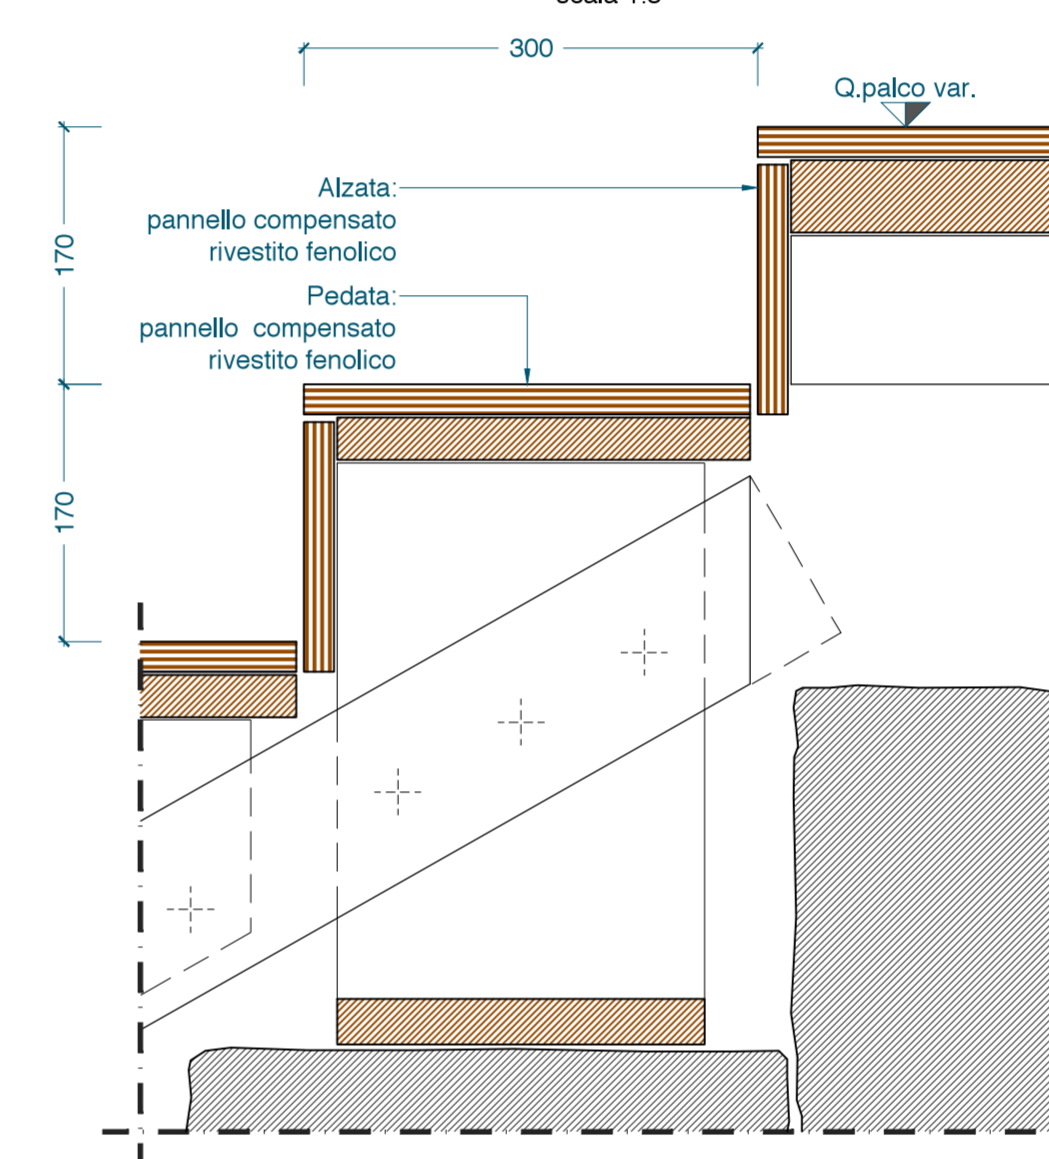 300
Q.palco var.
170
Alzata:
pannello compensato
rivestito fenolico
Pedata:
pannello compensato
rivestito fenolico
170